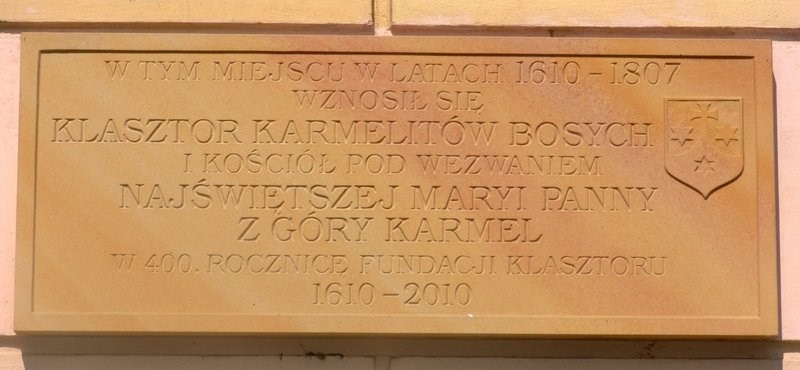 W TYM MIEJSCU W LATACH 1610 – 1807
WZNOSIŁ SIĘ
KLASZTOR KARMELITÓW BOSYCH
I KOŚCIÓŁ POD WEZWANIEM
NAJŚWIĘTSZEJ MARYI PANNY
Z GÓRY KARMEL
W 400. ROCZNICĘ FUNDACJI KLASZTORU
1610 – 2010